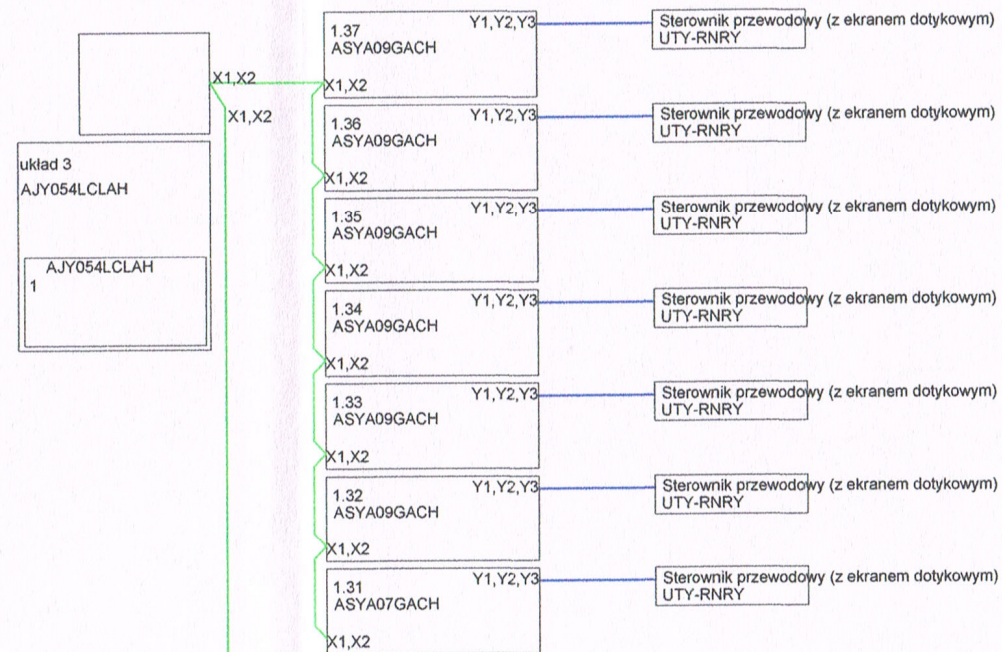 X1,X2
X1,X2
układ 3
AJY054LCLAH
AJY054LCLAH
1
1.37
ASYA09GACH
Y1,Y2,Y3
X1,X2
Sterownik przewodowy (z ekranem dotykowym)
UTY-RNRY
1.36
ASYA09GACH
Y1,Y2,Y3
X1,X2
Sterownik przewodowy (z ekranem dotykowym)
UTY-RNRY
1.35
ASYA09GACH
Y1,Y2,Y3
X1,X2
Sterownik przewodowy (z ekranem dotykowym)
UTY-RNRY
1.34
ASYA09GACH
Y1,Y2,Y3
X1,X2
Sterownik przewodowy (z ekranem dotykowym)
UTY-RNRY
1.33
ASYA09GACH
Y1,Y2,Y3
X1,X2
Sterownik przewodowy (z ekranem dotykowym)
UTY-RNRY
1.32
ASYA09GACH
Y1,Y2,Y3
X1,X2
Sterownik przewodowy (z ekranem dotykowym)
UTY-RNRY
1.31
ASYA07GACH
Y1,Y2,Y3
X1,X2
Sterownik przewodowy (z ekranem dotykowym)
UTY-RNRY